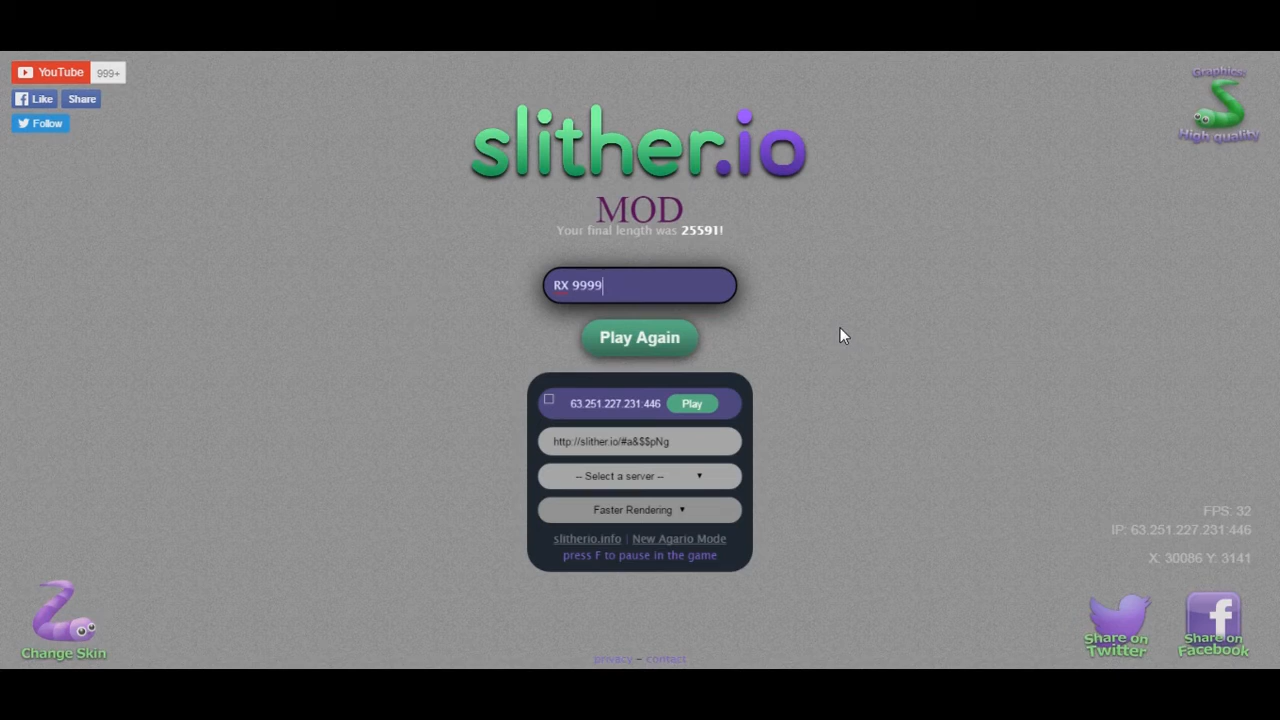 YouTube 999+
Like Share
Follow
Graphics:
High quality
slither.io
MOD
Your final length was 25591!
RX 9999
Play Again
63.251.227.231:446 Play
http://slither.io/#a&$$pNg
-- Select a server --
Faster Rendering
slitherio.info | New Agario Mode
press F to pause in the game
FPS: 32
IP: 63.251.227.231:446
X: 30086 Y: 3141
Change Skin
Share on
Twitter
Share on
Facebook
privacy – contact